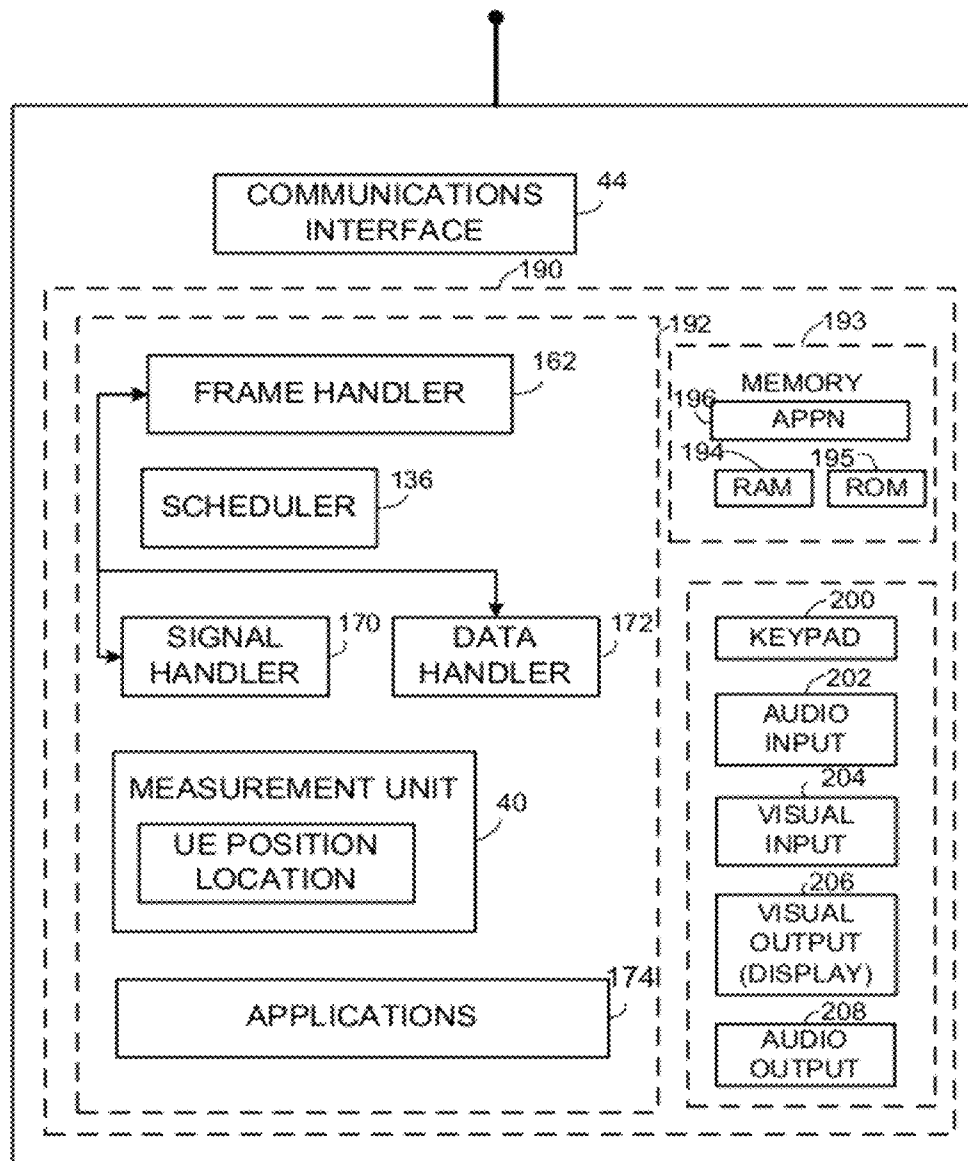 COMMUNICATIONS
INTERFACE
44
190
192
FRAME HANDLER
162
SCHEDULER
136
SIGNAL
HANDLER
170
DATA
HANDLER
172
MEASUREMENT UNIT
UE POSITION
LOCATION
40
APPLICATIONS
174
193
MEMORY
196
APPN
194
RAM
195
ROM
200
KEYPAD
202
AUDIO
INPUT
204
VISUAL
INPUT
206
VISUAL
OUTPUT
(DISPLAY)
208
AUDIO
OUTPUT